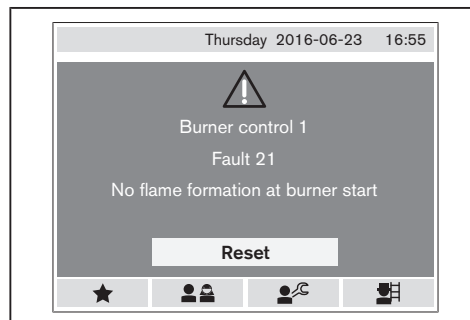 Thursday 2016-06-23 16:55
Burner control 1
Fault 21
No flame formation at burner start
Reset